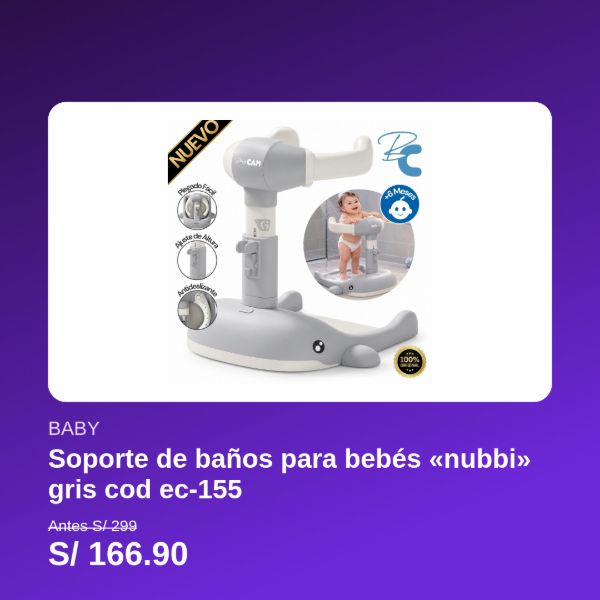 NUEVO
BC
Plegado Fácil
+6 Meses
CAM
Ajuste de Altura
Antideslizante
100%
ORIGINAL
BABY
Soporte de baños para bebés «nubbi»
gris cod ec-155
Antes S/ 299
S/ 166.90